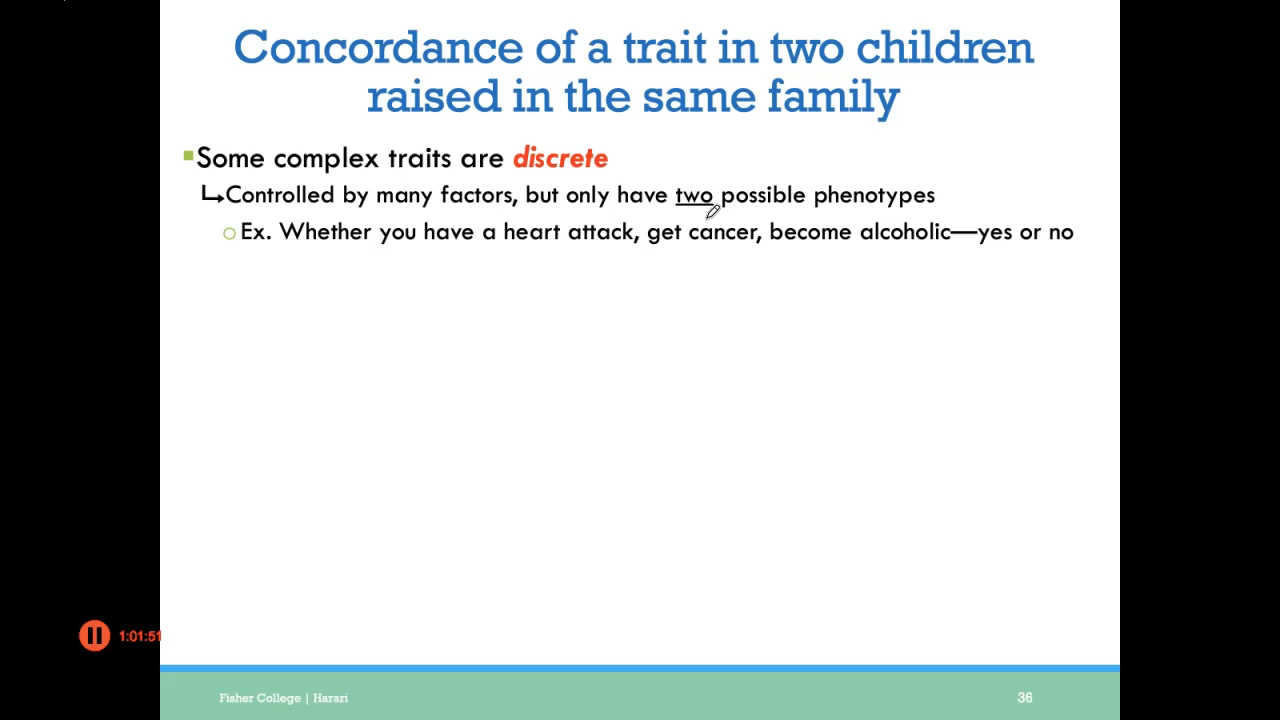 Concordance of a trait in two children
raised in the same family
Some complex traits are discrete
Controlled by many factors, but only have two possible phenotypes
Ex. Whether you have a heart attack, get cancer, become alcoholic—yes or no
1:01:51
Fisher College | Harari
36